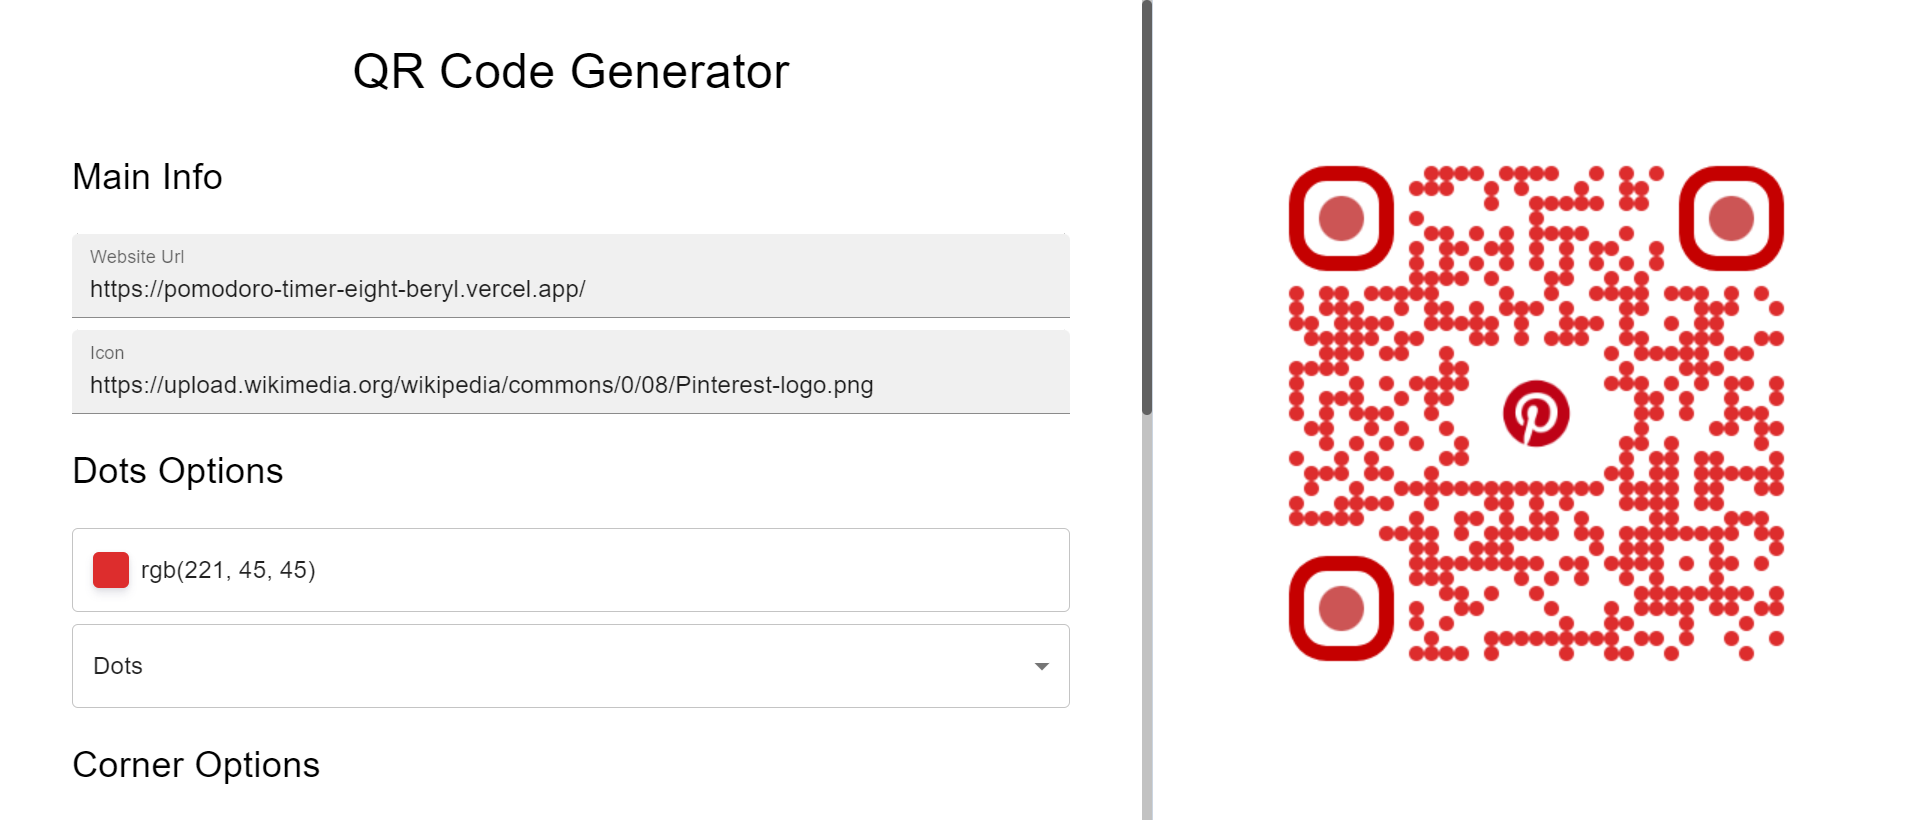 QR Code Generator
Main Info
Website Url
https://pomodoro-timer-eight-beryl.vercel.app/
Icon
https://upload.wikimedia.org/wikipedia/commons/0/08/Pinterest-logo.png
Dots Options
rgb(221, 45, 45)
Dots
Corner Options